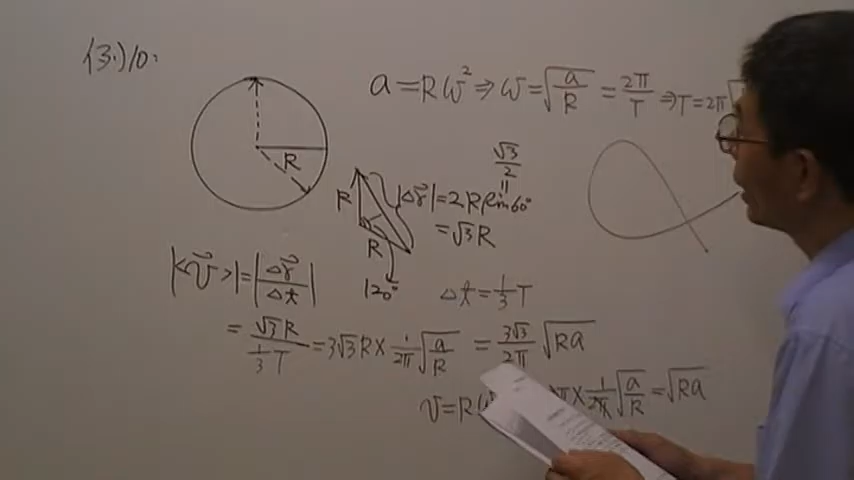 (3.)10.
a=Rω²⇒ω=√(a/R)=2π/T⇒T=2π√
R
√3/2
॥
R |Δr⃗|=2R sin60°
R =√3R
120° Δt=1/3 T
|<v⃗>|=|Δr⃗/Δt|
=√3R/(1/3 T)=3√3R×1/2π√(a/R)=3√3/2π √Ra
v=Rω π×1/2π√(a/R)=√Ra